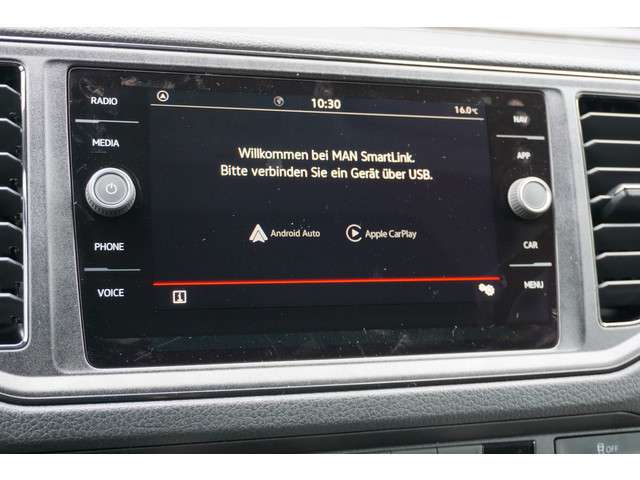 RADIO
10:30
16.0°C
NAV
MEDIA
Willkommen bei MAN SmartLink.
Bitte verbinden Sie ein Gerät über USB.
APP
Android Auto
Apple CarPlay
PHONE
CAR
VOICE
MENU
OFF